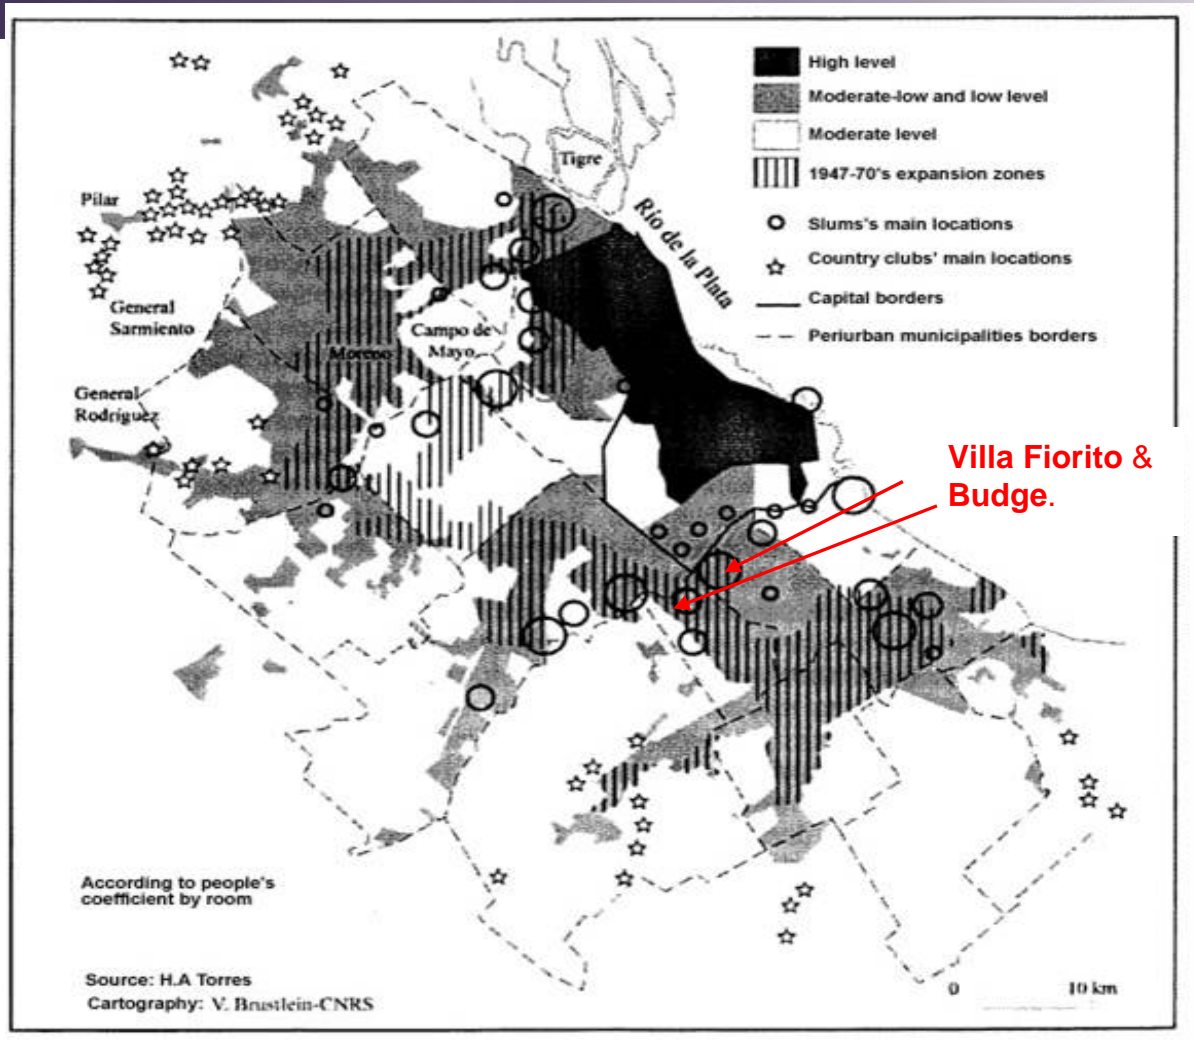 High level
Moderate-low and low level
Moderate level
1947-70's expansion zones
Slums's main locations
Country clubs' main locations
Capital borders
Periurban municipalities borders
Tigre
Río de la Plata
Pilar
General
Sarmiento
Campo de
Mayo
Moreno
General
Rodríguez
Villa Fiorito &
Budge.
According to people's
coefficient by room
Source: H.A Torres
Cartography: V. Brustlein-CNRS
0 10 km